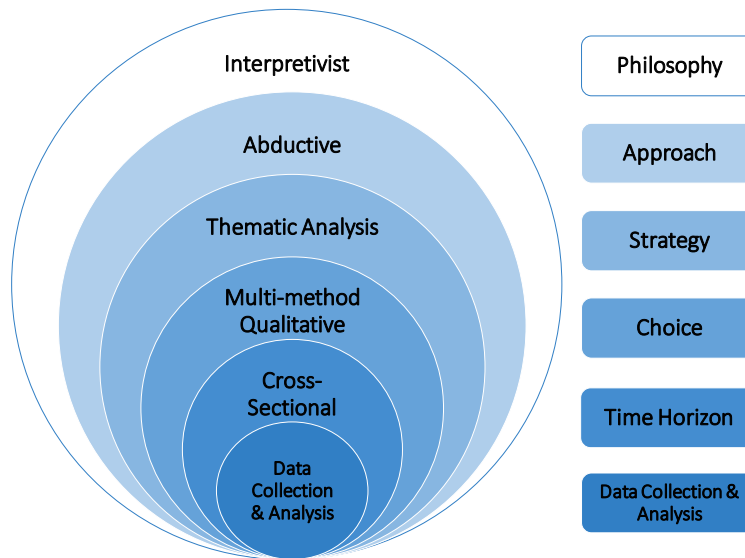 Interpretivist
Abductive
Thematic Analysis
Multi-method
Qualitative
Cross-
Sectional
Data
Collection
& Analysis
Philosophy
Approach
Strategy
Choice
Time Horizon
Data Collection &
Analysis